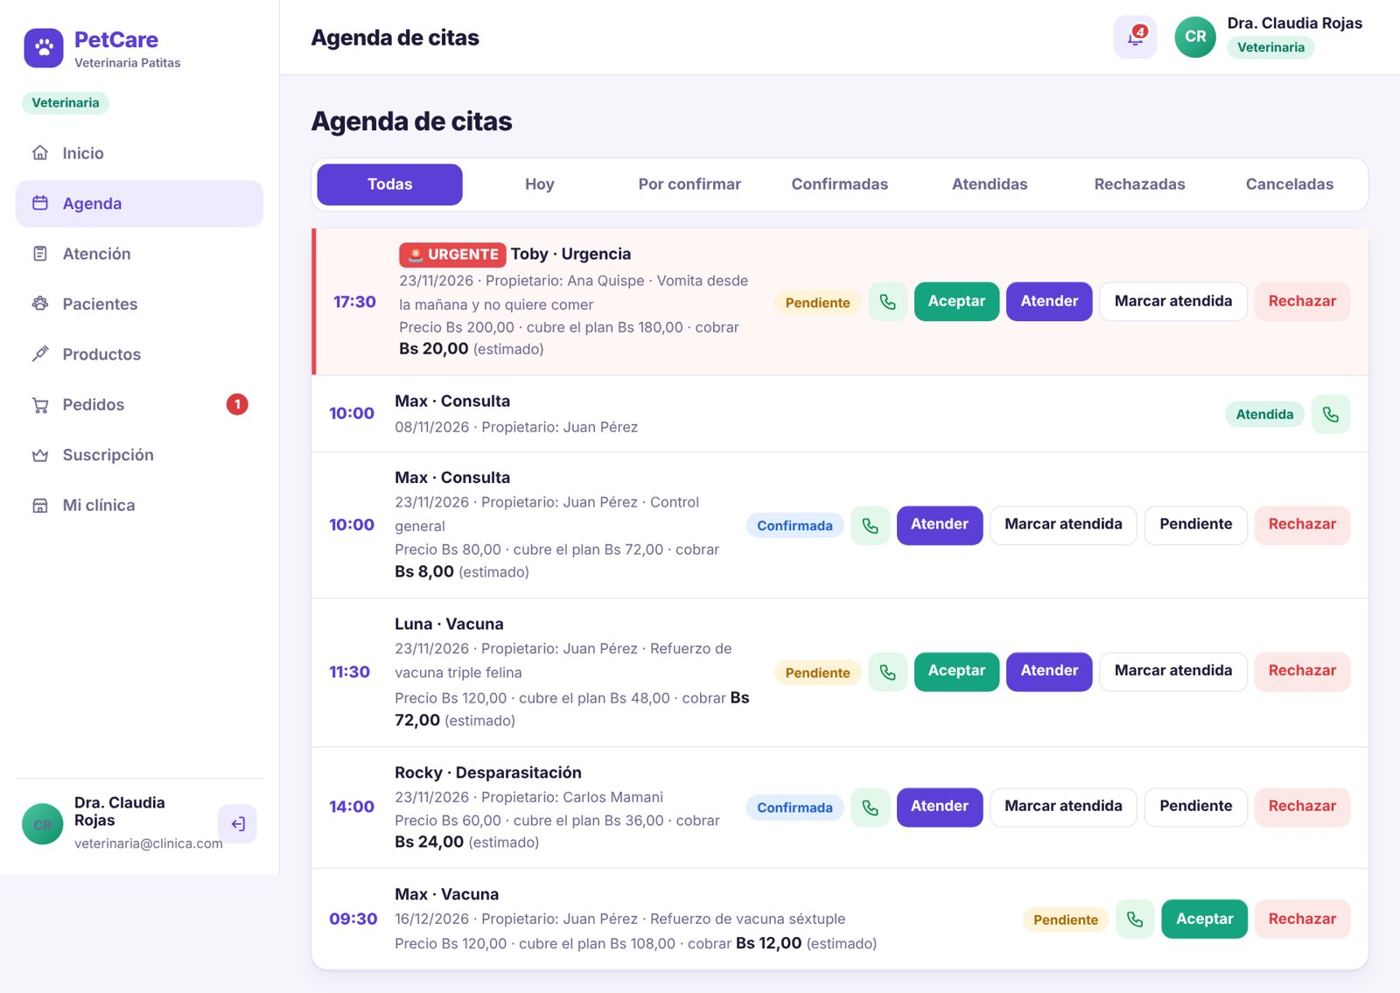 PetCare
Veterinaria Patitas
Veterinaria
Inicio
Agenda
Atención
Pacientes
Productos
Pedidos 1
Suscripción
Mi clínica
Dra. Claudia
Rojas
CR
veterinaria@clinica.com
Agenda de citas
4
CR
Dra. Claudia Rojas
Veterinaria
Agenda de citas
Todas Hoy Por confirmar Confirmadas Atendidas Rechazadas Canceladas
17:30
🚨 URGENTE Toby · Urgencia
23/11/2026 · Propietario: Ana Quispe · Vomita desde
la mañana y no quiere comer
Precio Bs 200,00 · cubre el plan Bs 180,00 · cobrar
Bs 20,00 (estimado)
Pendiente Aceptar Atender Marcar atendida Rechazar
10:00
Max · Consulta
08/11/2026 · Propietario: Juan Pérez
Atendida
10:00
Max · Consulta
23/11/2026 · Propietario: Juan Pérez · Control
general
Precio Bs 80,00 · cubre el plan Bs 72,00 · cobrar
Bs 8,00 (estimado)
Confirmada Atender Marcar atendida Pendiente Rechazar
11:30
Luna · Vacuna
23/11/2026 · Propietario: Juan Pérez · Refuerzo de
vacuna triple felina
Precio Bs 120,00 · cubre el plan Bs 48,00 · cobrar Bs
72,00 (estimado)
Pendiente Aceptar Atender Marcar atendida Rechazar
14:00
Rocky · Desparasitación
23/11/2026 · Propietario: Carlos Mamani
Precio Bs 60,00 · cubre el plan Bs 36,00 · cobrar
Bs 24,00 (estimado)
Confirmada Atender Marcar atendida Pendiente Rechazar
09:30
Max · Vacuna
16/12/2026 · Propietario: Juan Pérez · Refuerzo de vacuna séxtuple
Precio Bs 120,00 · cubre el plan Bs 108,00 · cobrar Bs 12,00 (estimado)
Pendiente Aceptar Rechazar